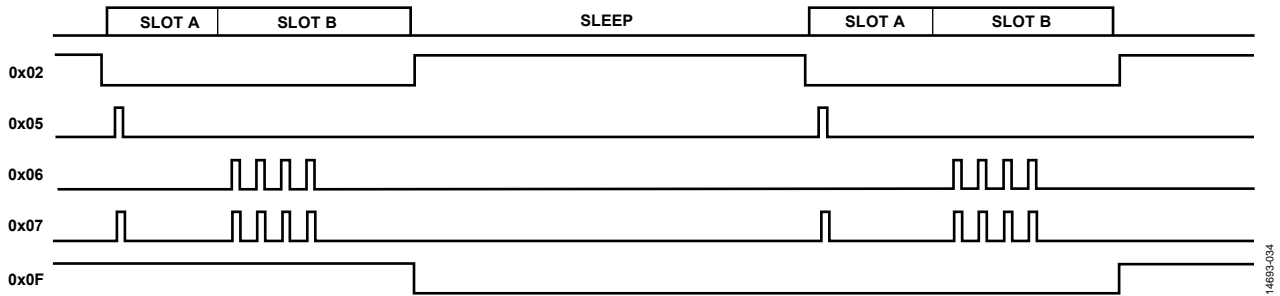 SLOT A SLOT B SLEEP SLOT A SLOT B
0x02
0x05
0x06
0x07
0x0F
14693-034